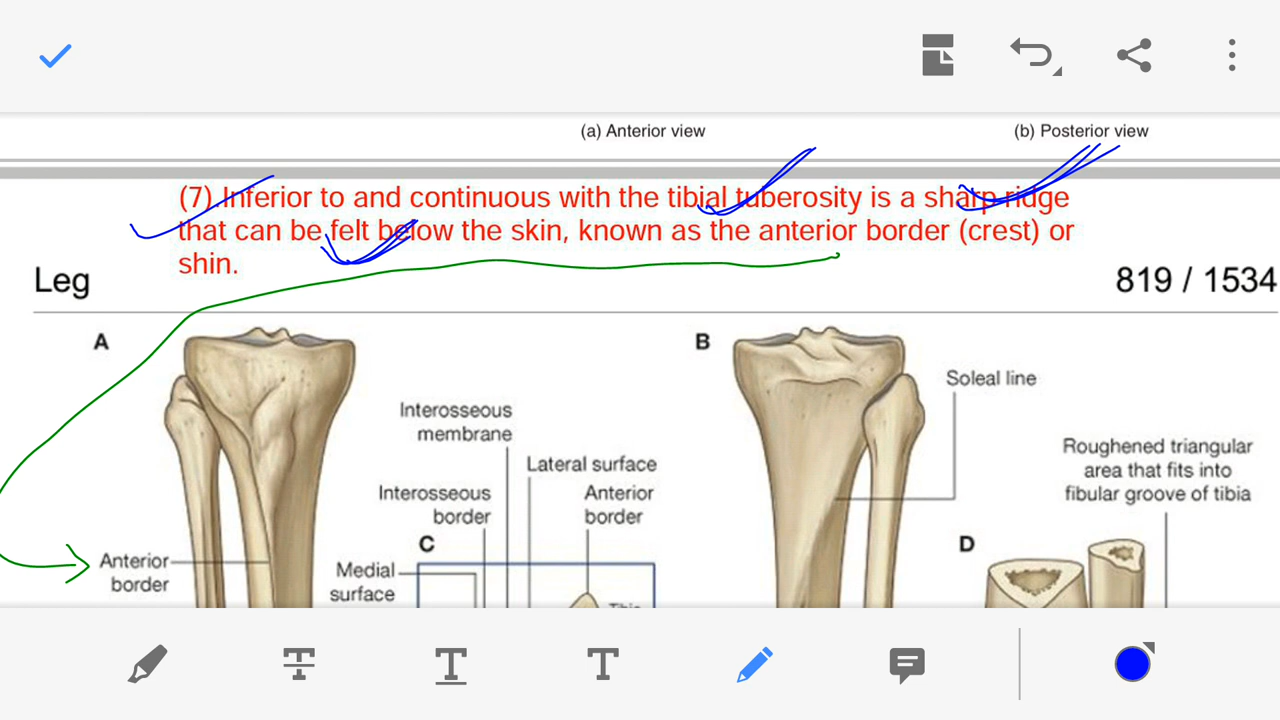 (a) Anterior view
(b) Posterior view
(7).Inferior to and continuous with the tibial tuberosity is a sharp ridge
that can be felt below the skin, known as the anterior border (crest) or
shin.
Leg
819 / 1534
A
B
Soleal line
Interosseous
membrane
Lateral surface
Roughened triangular
area that fits into
fibular groove of tibia
Interosseous
border
Anterior
border
C
D
Anterior
border
Medial
surface
T
T
T